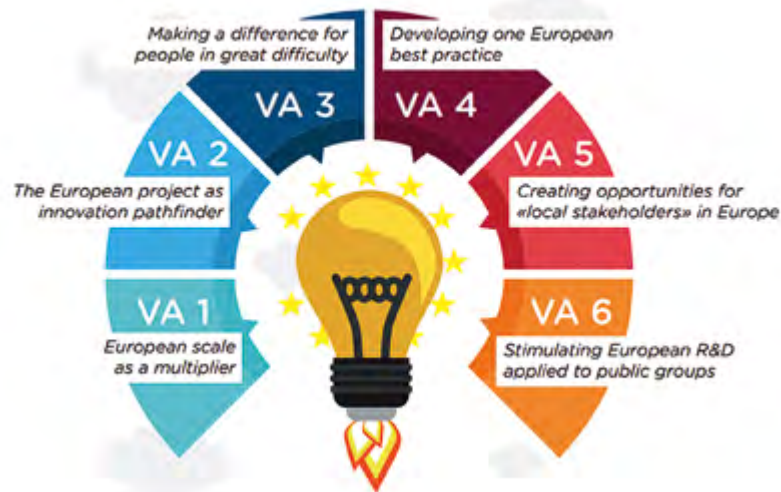 VA 1
European scale
as a multiplier
VA 2
The European project as
innovation pathfinder
VA 3
Making a difference for
people in great difficulty
VA 4
Developing one European
best practice
VA 5
Creating opportunities for
«local stakeholders» in Europe
VA 6
Stimulating European R&D
applied to public groups